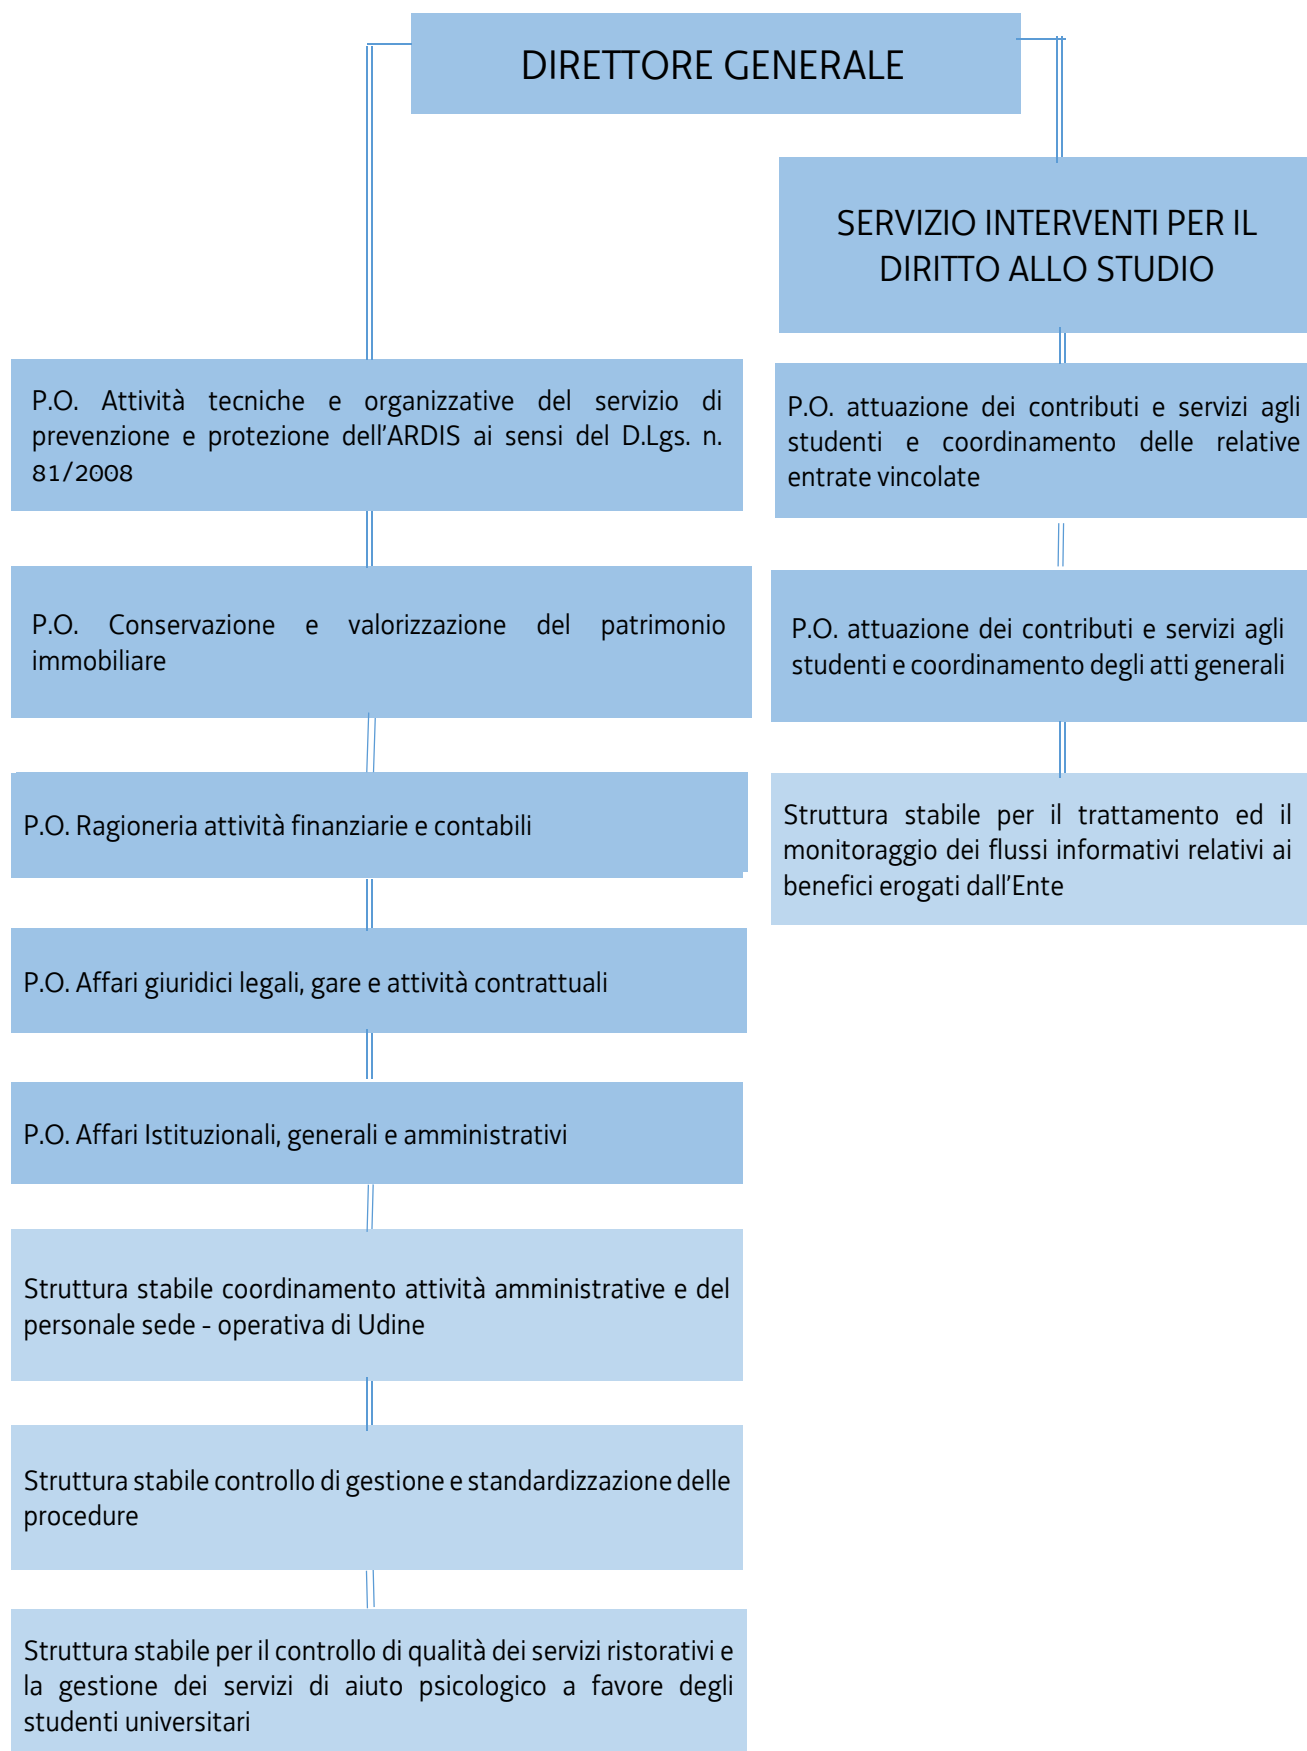 DIRETTORE GENERALE
SERVIZIO INTERVENTI PER IL
DIRITTO ALLO STUDIO
P.O. Attività tecniche e organizzative del servizio di
prevenzione e protezione dell'ARDIS ai sensi del D.Lgs. n.
81/2008
P.O. Conservazione e valorizzazione del patrimonio
immobiliare
P.O. Ragioneria attività finanziarie e contabili
P.O. Affari giuridici legali, gare e attività contrattuali
P.O. Affari Istituzionali, generali e amministrativi
Struttura stabile coordinamento attività amministrative e del
personale sede - operativa di Udine
Struttura stabile controllo di gestione e standardizzazione delle
procedure
Struttura stabile per il controllo di qualità dei servizi ristorativi e
la gestione dei servizi di aiuto psicologico a favore degli
studenti universitari
P.O. attuazione dei contributi e servizi agli
studenti e coordinamento delle relative
entrate vincolate
P.O. attuazione dei contributi e servizi agli
studenti e coordinamento degli atti generali
Struttura stabile per il trattamento ed il
monitoraggio dei flussi informativi relativi ai
benefici erogati dall'Ente